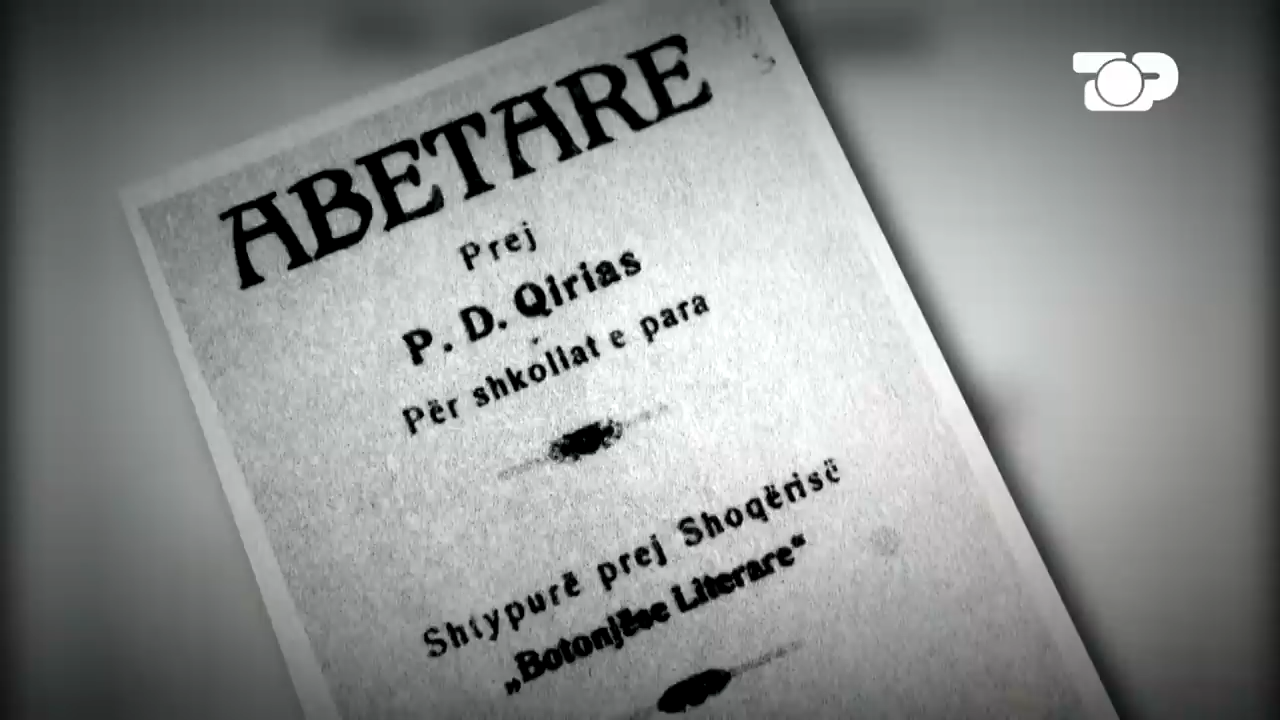 ABETARE
Prej
P. D. Qirias
Për shkollat e para
Shtypurë prej Shoqërisë
„Botonjëse Literare“